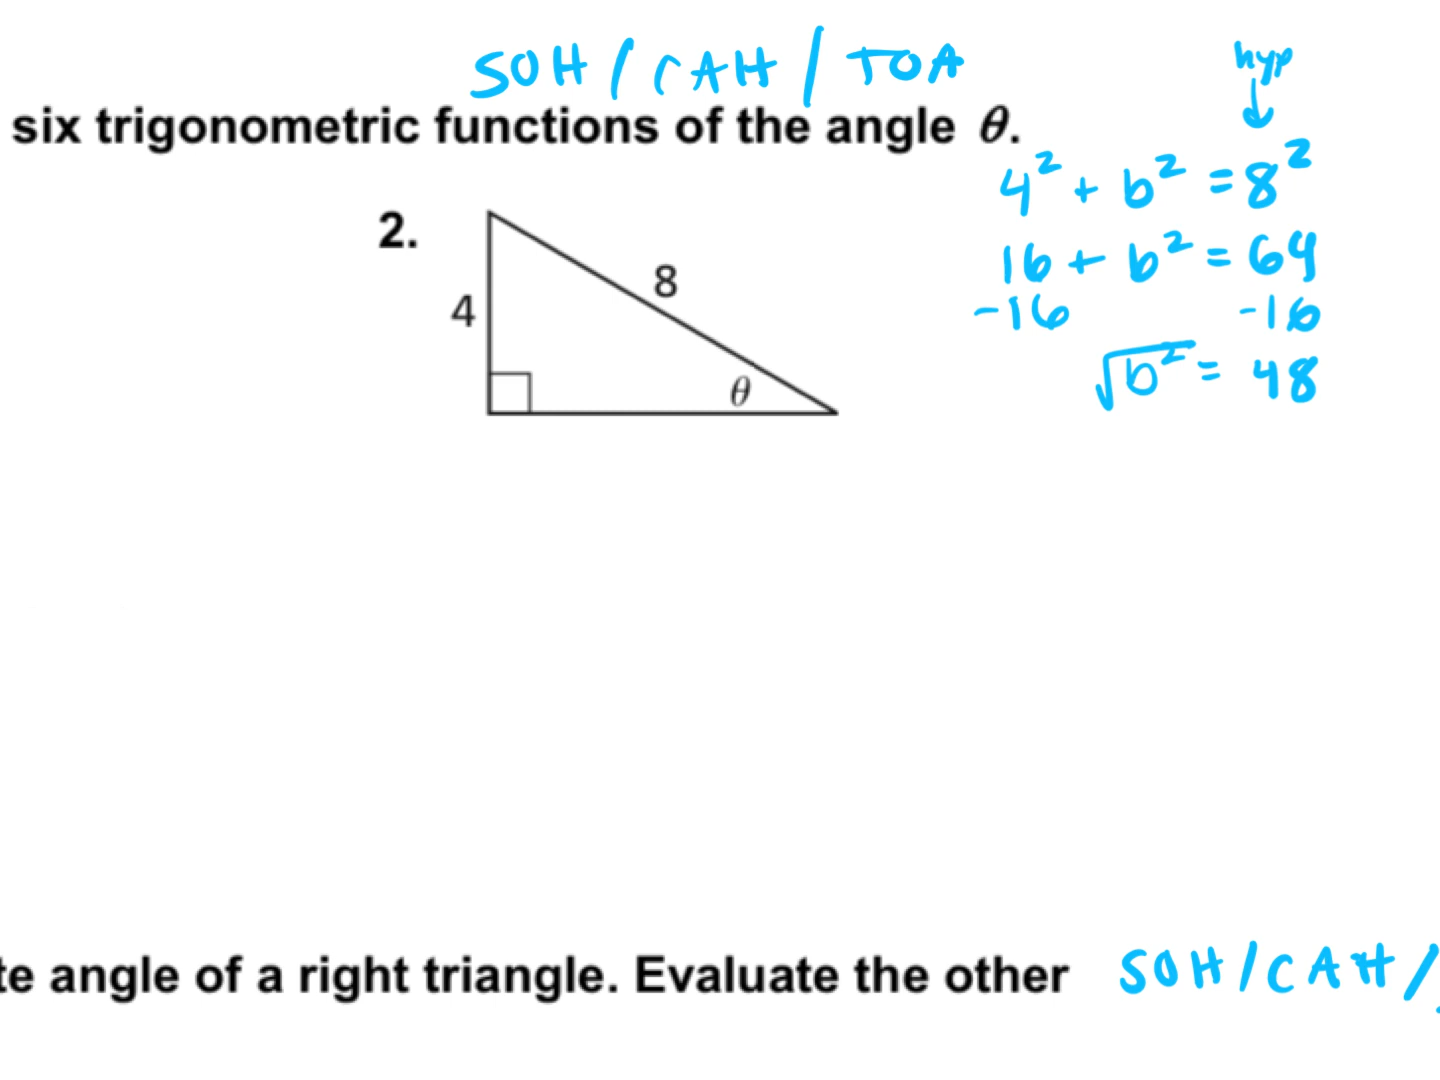 SOH / CAH / TOA
hyp
six trigonometric functions of the angle θ.
4² + b² = 8²
2.
16 + b² = 64
8
4
-16 -16
√b² = 48
θ
te angle of a right triangle. Evaluate the other SOH/CAH/